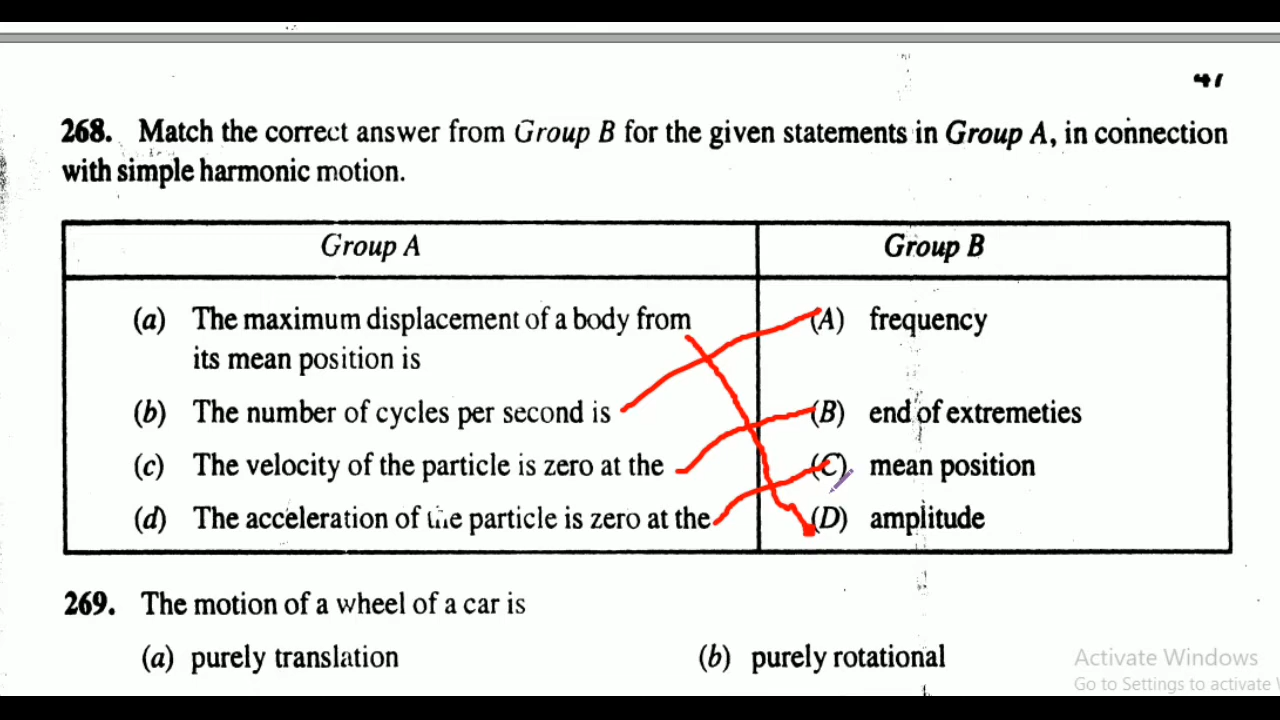 41
268. Match the correct answer from Group B for the given statements in Group A, in connection
with simple harmonic motion.
Group A Group B
(a) The maximum displacement of a body from (A) frequency
its mean position is
(b) The number of cycles per second is (B) end of extremeties
(c) The velocity of the particle is zero at the (C) mean position
(d) The acceleration of the particle is zero at the (D) amplitude
269. The motion of a wheel of a car is
(a) purely translation (b) purely rotational
Activate Windows
Go to Settings to activate